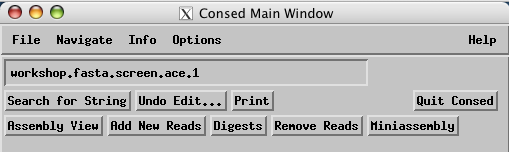 Consed Main Window
File Navigate Info Options Help
workshop.fasta.screen.ace.1
Search for String Undo Edit... Print Quit Consed
Assembly View Add New Reads Digests Remove Reads Miniassembly